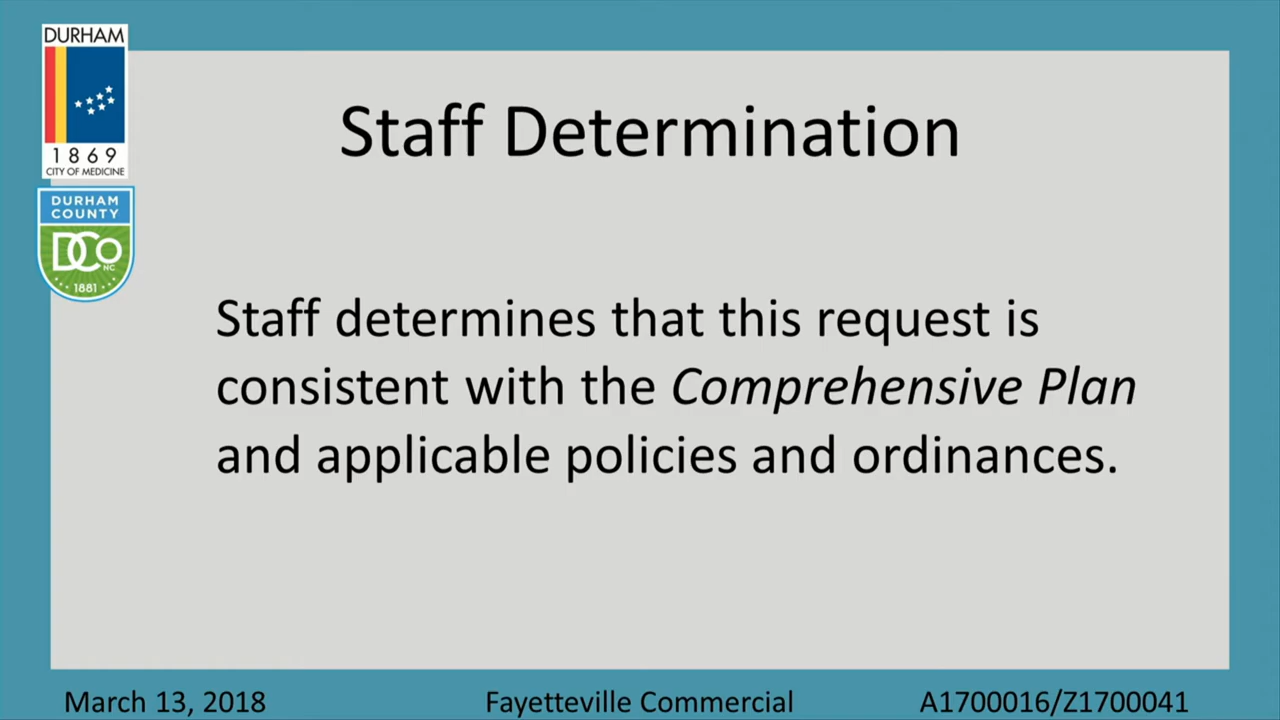 DURHAM
1869
CITY OF MEDICINE
DURHAM
COUNTY
DCo
NC
1881
Staff Determination
Staff determines that this request is
consistent with the Comprehensive Plan
and applicable policies and ordinances.
March 13, 2018
Fayetteville Commercial
A1700016/Z1700041